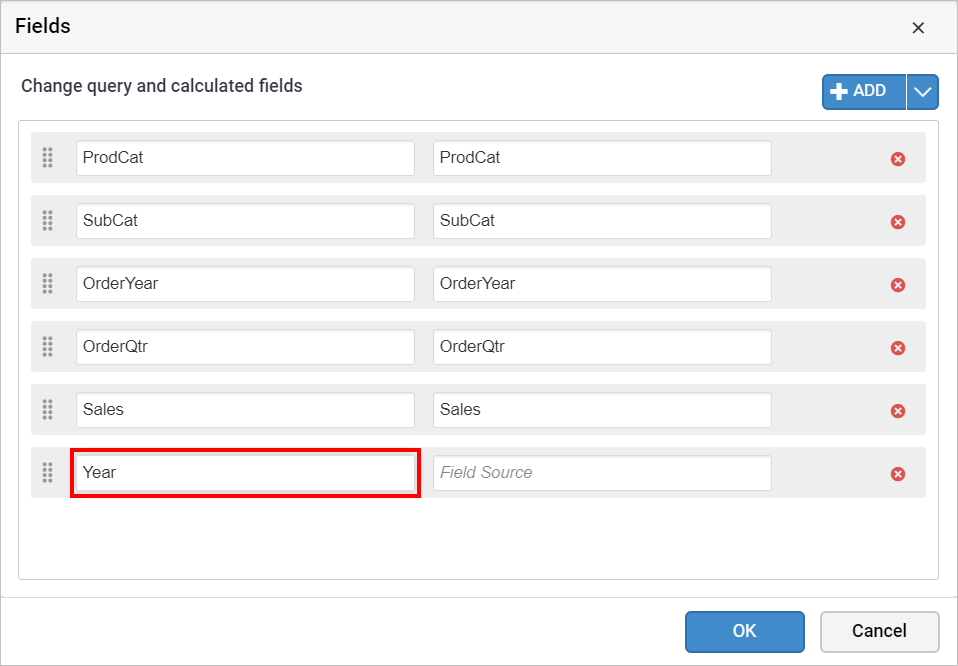 Fields
Change query and calculated fields
ADD
ProdCat ProdCat
SubCat SubCat
OrderYear OrderYear
OrderQtr OrderQtr
Sales Sales
Year Field Source
OK Cancel